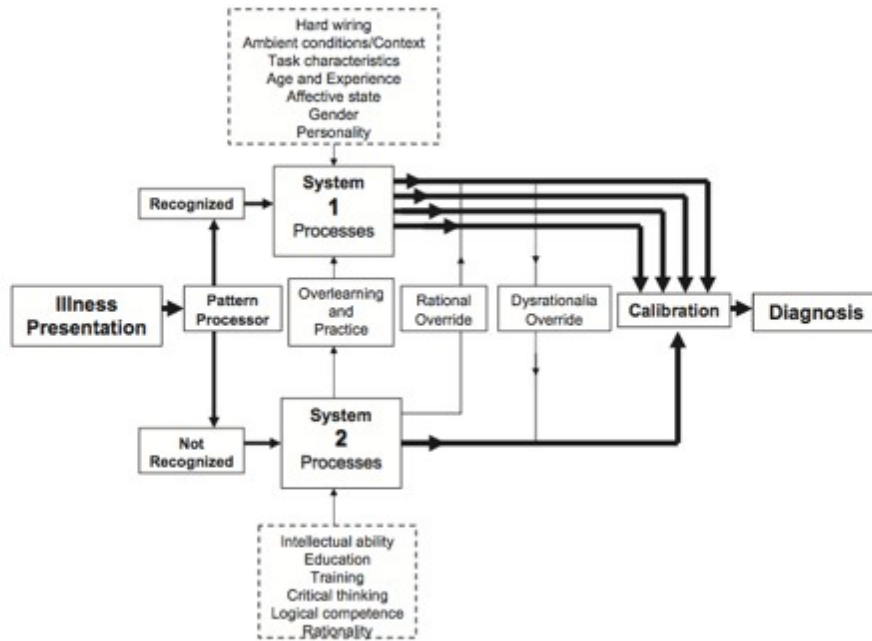 Hard wiring
Ambient conditions/Context
Task characteristics
Age and Experience
Affective state
Gender
Personality
System
1
Processes
Recognized
Illness
Presentation
Pattern
Processor
Overlearning
and
Practice
Rational
Override
Dysrationalia
Override
Calibration
Diagnosis
Not
Recognized
System
2
Processes
Intellectual ability
Education
Training
Critical thinking
Logical competence
Rationality